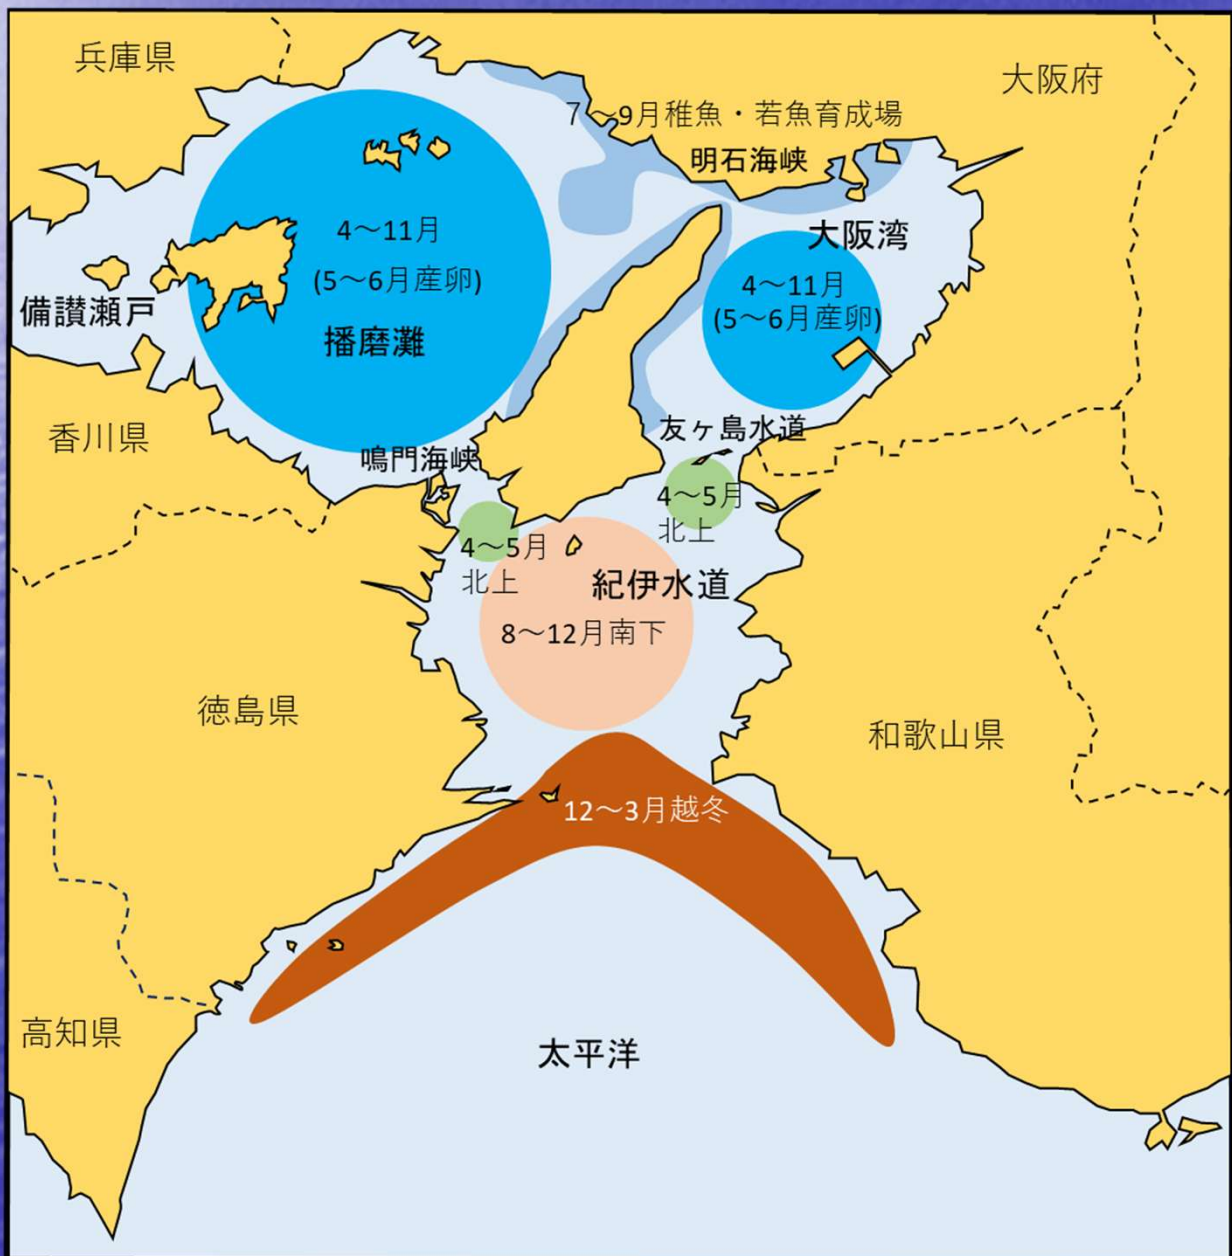 兵庫県
大阪府
7～9月稚魚・若魚育成場
明石海峡
大阪湾
4～11月
(5～6月産卵)
播磨灘
4～11月
(5～6月産卵)
備讃瀬戸
香川県
鳴門海峡
友ヶ島水道
4～5月
北上
4～5月
北上
紀伊水道
8～12月南下
徳島県
和歌山県
12～3月越冬
高知県
太平洋